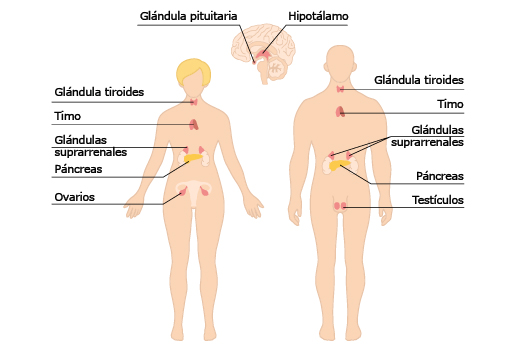 Glándula pituitaria
Hipotálamo
Glándula tiroides
Timo
Glándulas
suprarrenales
Páncreas
Ovarios
Glándula tiroides
Timo
Glándulas
suprarrenales
Páncreas
Testículos